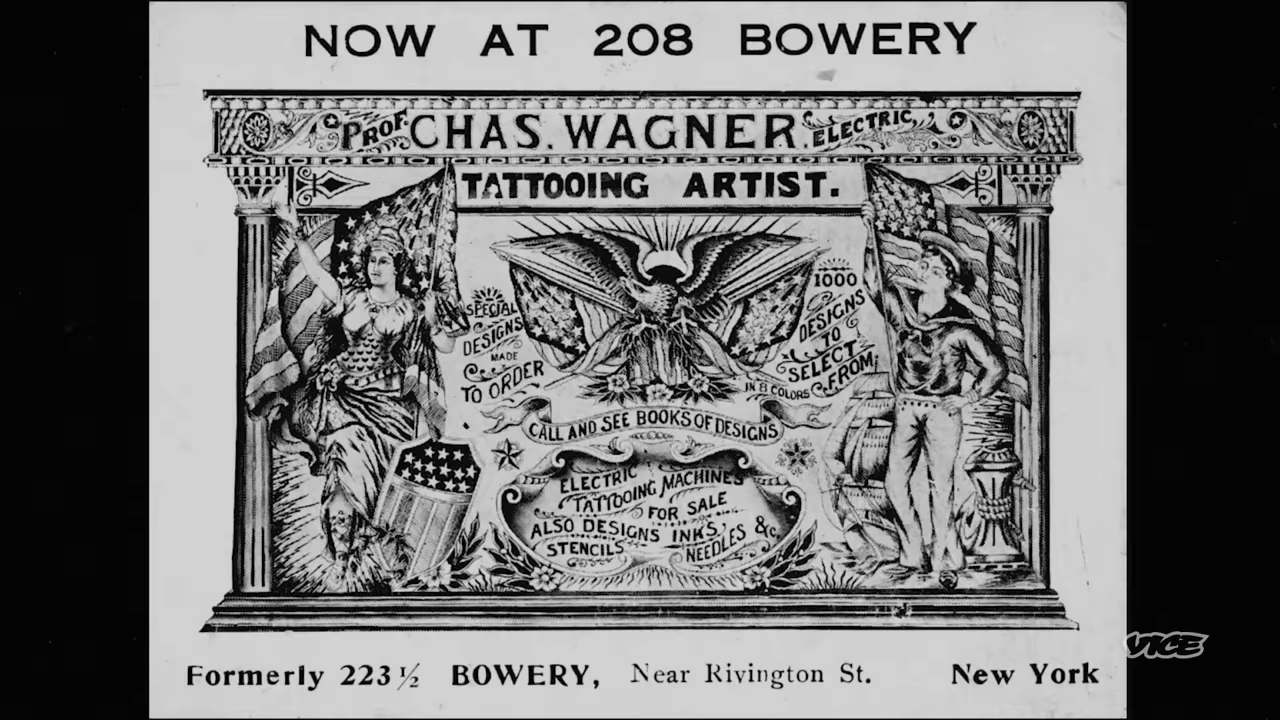 NOW AT 208 BOWERY
PROF. CHAS. WAGNER. ELECTRIC,
TATTOOING ARTIST.
SPECIAL
DESIGNS
MADE
TO ORDER
1000
DESIGNS
TO
SELECT
FROM;
IN 8 COLORS
CALL AND SEE BOOKS OF DESIGNS
ELECTRIC
TATTOOING MACHINES
FOR SALE
ALSO DESIGNS INKS,
STENCILS NEEDLES &c.
Formerly 223½ BOWERY, Near Rivington St. New York
VICE